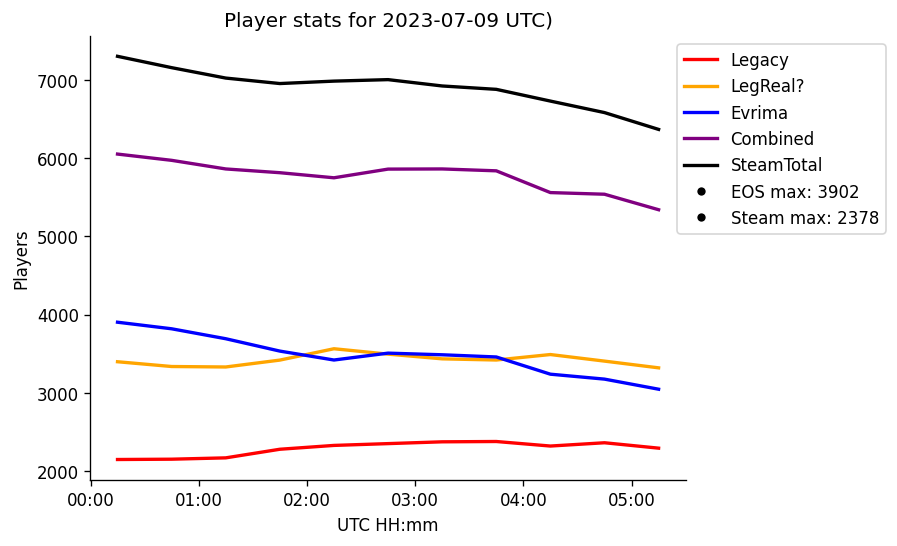 Player stats for 2023-07-09 UTC)
Legacy
LegReal?
Evrima
Combined
SteamTotal
EOS max: 3902
Steam max: 2378
Players
7000
6000
5000
4000
3000
2000
00:00 01:00 02:00 03:00 04:00 05:00
UTC HH:mm